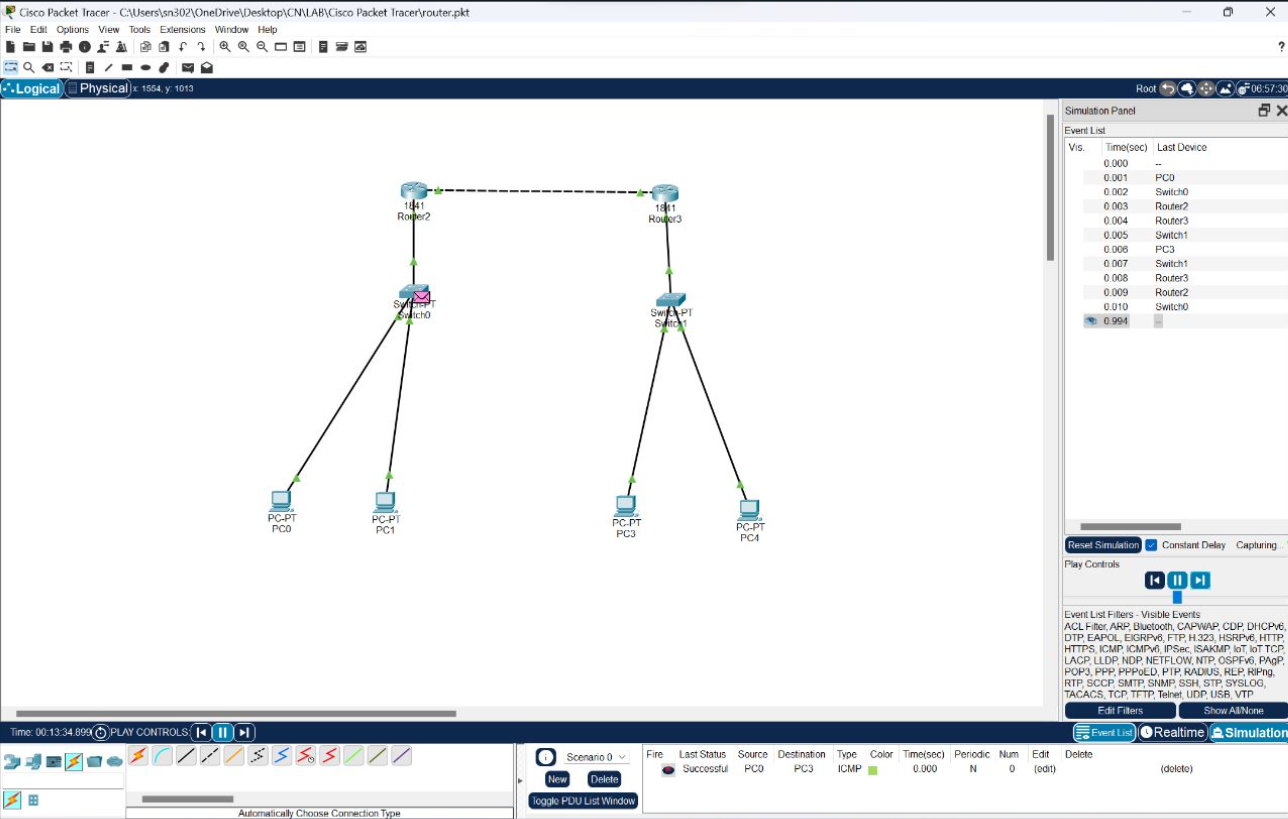 Cisco Packet Tracer - C:\Users\sn302\OneDrive\Desktop\CN\LAB\Cisco Packet Tracer\router.pkt
File Edit Options View Tools Extensions Window Help
?
Logical Physical x: 1554, y: 1013
Root 06:57:30
1841
Router2
1841
Router3
Switch-PT
Switch0
Switch-PT
Switch1
PC-PT
PC0
PC-PT
PC1
PC-PT
PC3
PC-PT
PC4
Simulation Panel
Event List
Vis. Time(sec) Last Device
0.000 --
0.001 PC0
0.002 Switch0
0.003 Router2
0.004 Router3
0.005 Switch1
0.006 PC3
0.007 Switch1
0.008 Router3
0.009 Router2
0.010 Switch0
0.994 --
Reset Simulation Constant Delay Capturing...
Play Controls
Event List Filters - Visible Events
ACL Filter, ARP, Bluetooth, CAPWAP, CDP, DHCPv6,
DTP, EAPOL, EIGRPv6, FTP, H.323, HSRPv6, HTTP,
HTTPS, ICMP, ICMPv6, IPSec, ISAKMP, IoT, IoT TCP,
LACP, LLDP, NDP, NETFLOW, NTP, OSPFv6, PAgP,
POP3, PPP, PPPoED, PTP, RADIUS, REP, RIPng,
RTP, SCCP, SMTP, SNMP, SSH, STP, SYSLOG,
TACACS, TCP, TFTP, Telnet, UDP, USB, VTP
Edit Filters Show All/None
Time: 00:13:34.899 PLAY CONTROLS:
Event List Realtime Simulation
Automatically Choose Connection Type
Scenario 0
New Delete
Toggle PDU List Window
Fire Last Status Source Destination Type Color Time(sec) Periodic Num Edit Delete
Successful PC0 PC3 ICMP 0.000 N 0 (edit) (delete)